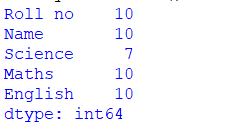 Roll no    10
Name       10
Science     7
Maths      10
English    10
dtype: int64